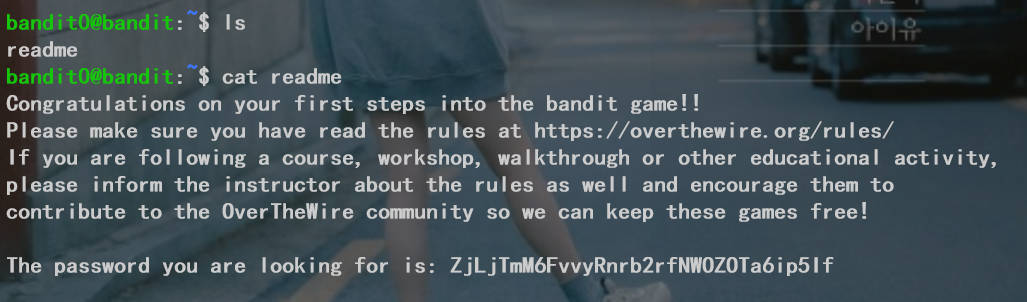 bandit0@bandit:~$ ls
readme
bandit0@bandit:~$ cat readme
Congratulations on your first steps into the bandit game!!
Please make sure you have read the rules at https://overthewire.org/rules/
If you are following a course, workshop, walkthrough or other educational activity,
please inform the instructor about the rules as well and encourage them to
contribute to the OverTheWire community so we can keep these games free!
The password you are looking for is: ZjLjTmM6FvvyRnrb2rfNWOZOTa6ip5If
아이유